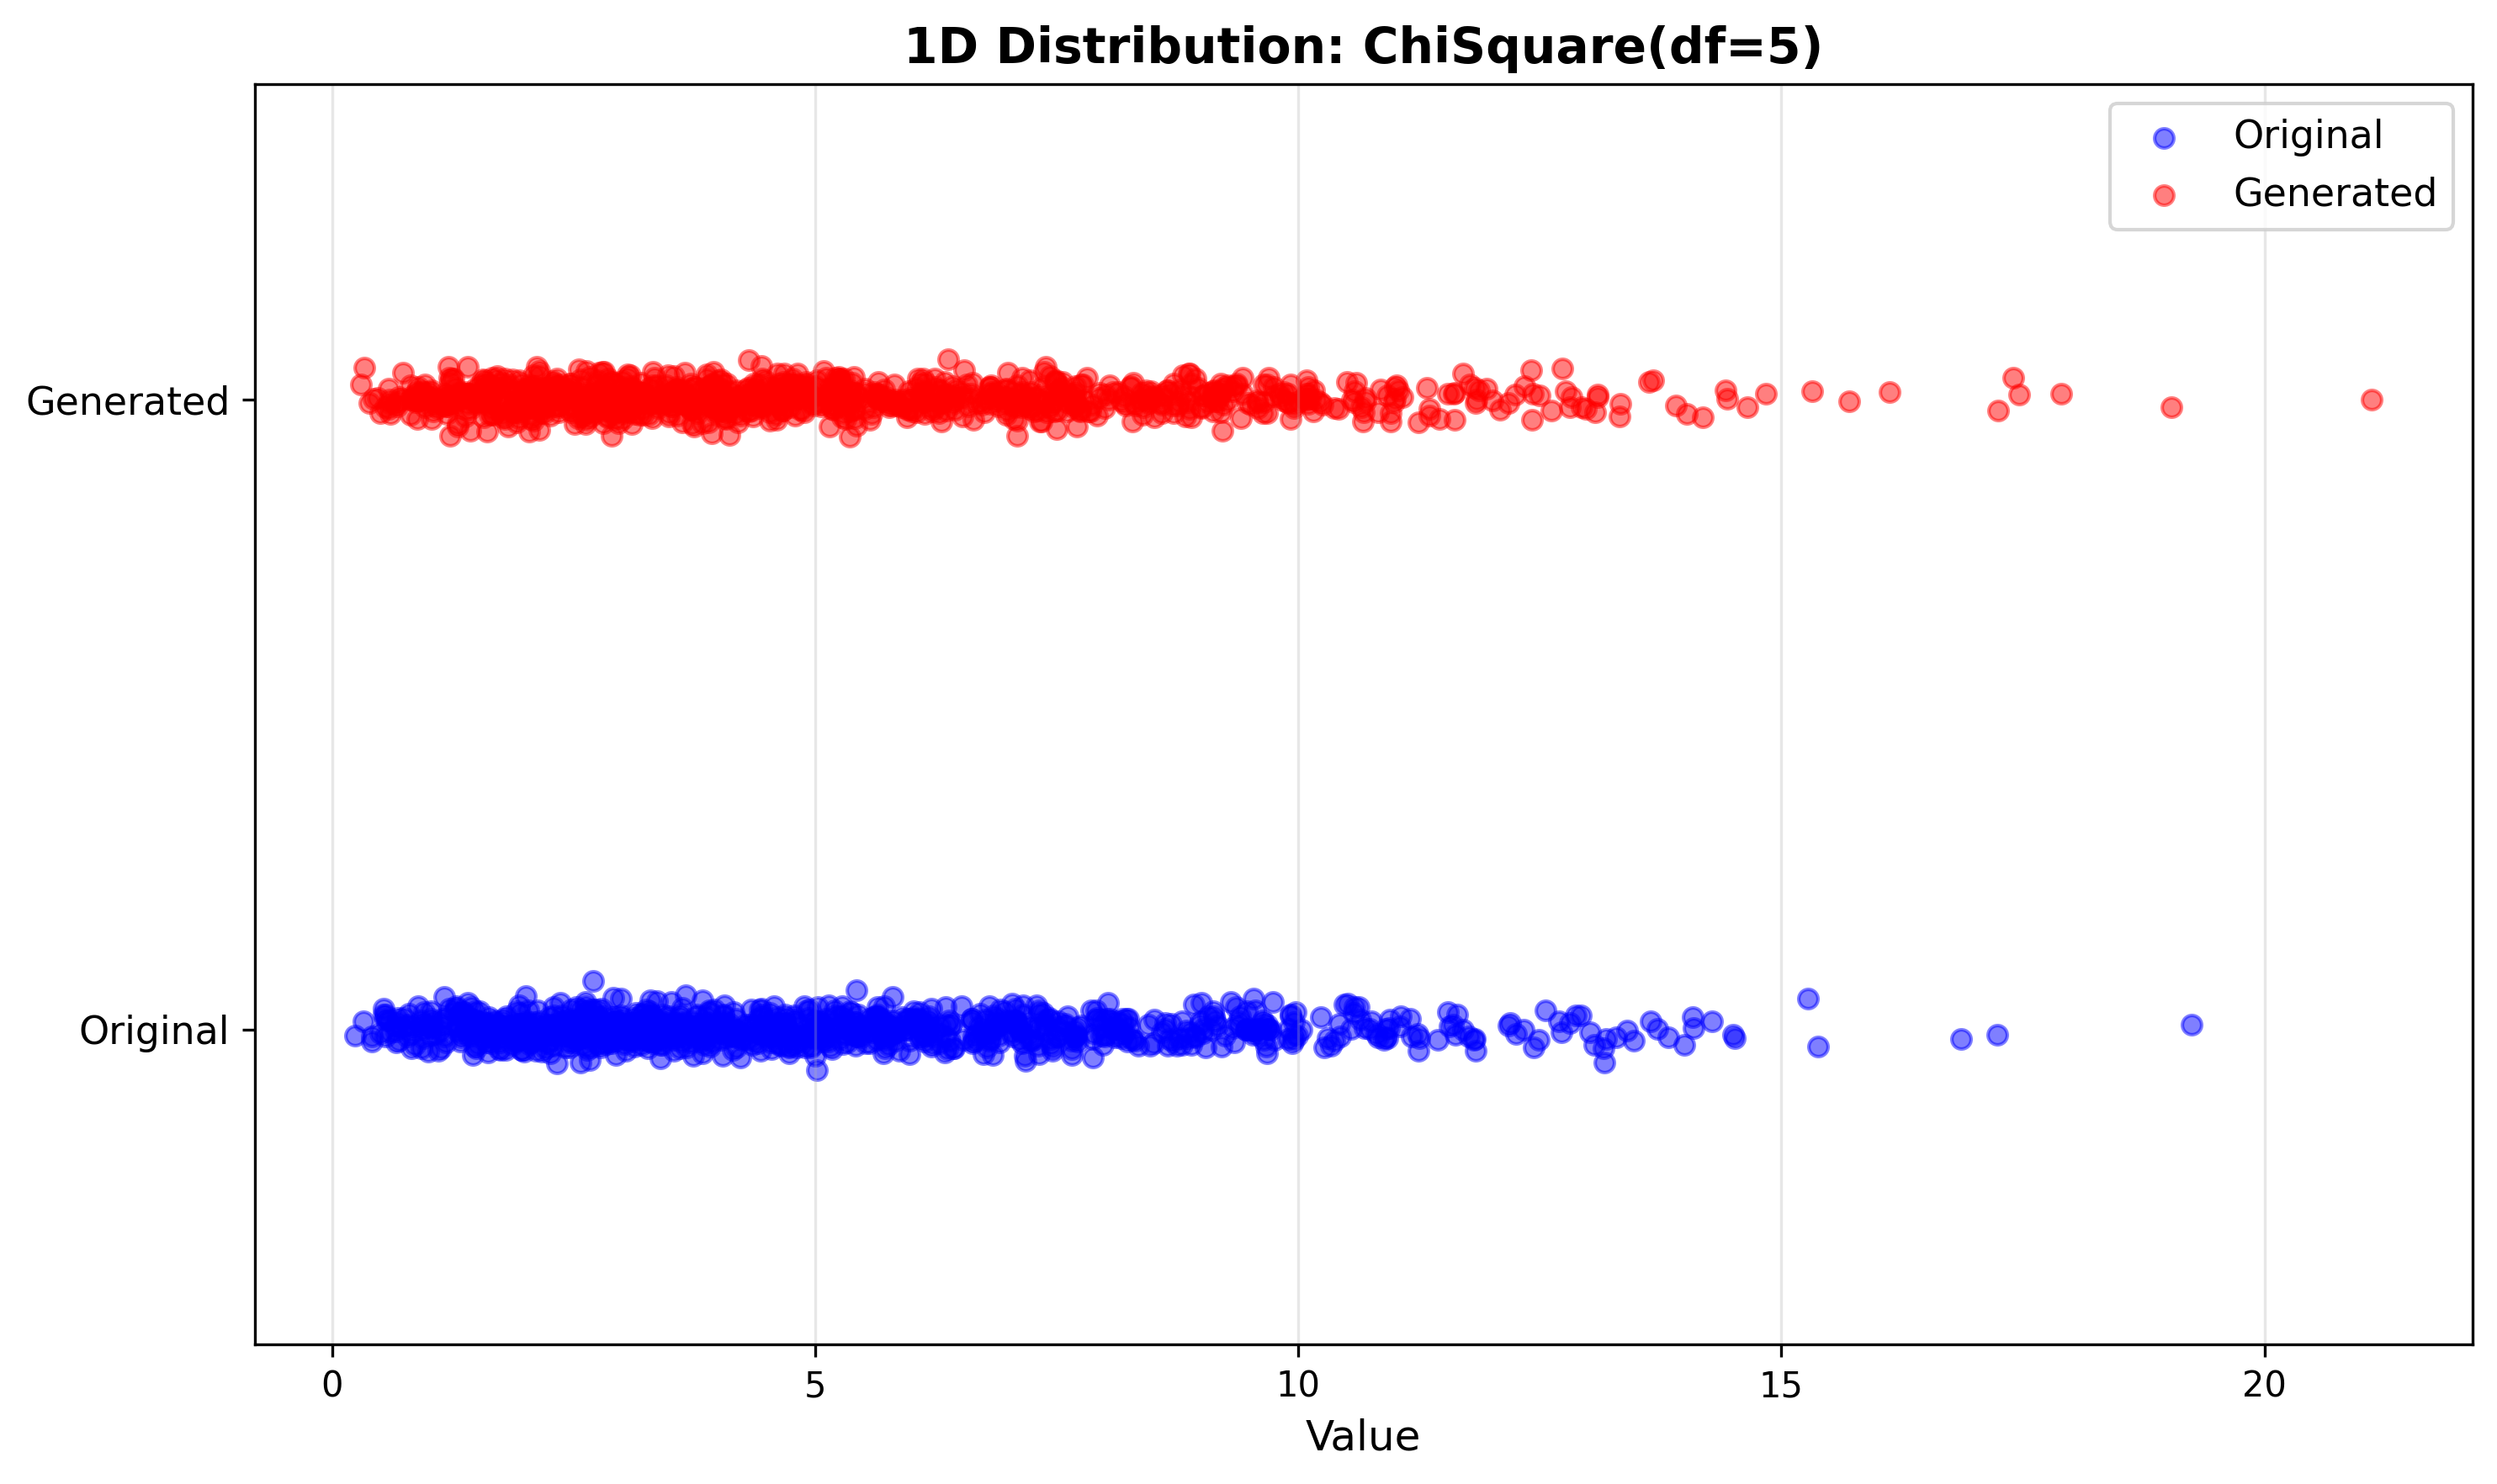 1D Distribution: ChiSquare(df=5)
Original
Generated
Generated
Original
0 5 10 15 20
Value